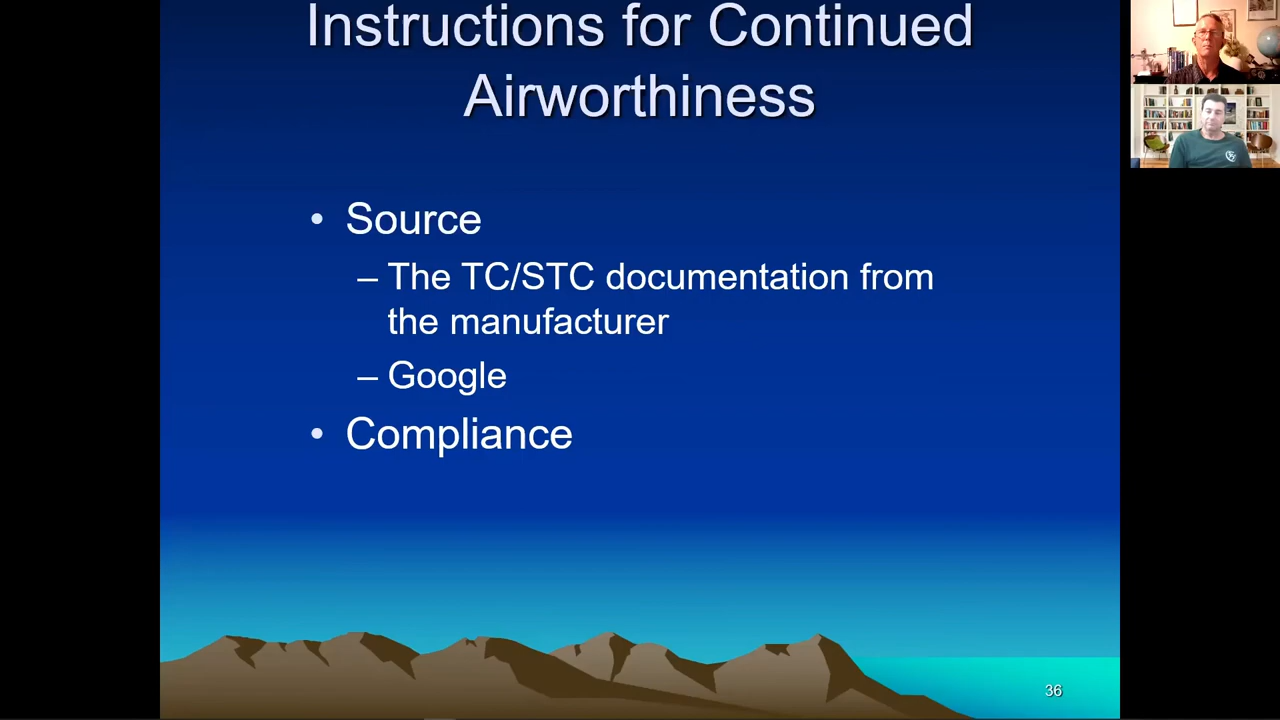 Instructions for Continued
Airworthiness
• Source
– The TC/STC documentation from
the manufacturer
– Google
• Compliance
36